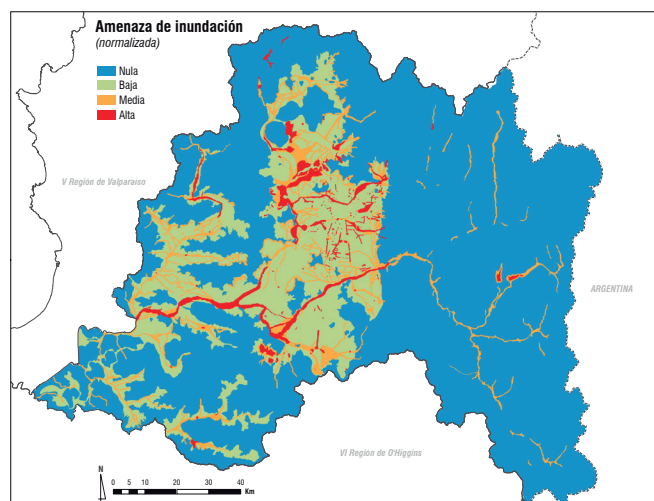 Amenaza de inundación
(normalizada)
Nula
Baja
Media
Alta
V Región de Valparaíso
ARGENTINA
VI Región de O'Higgins
N
0 5 10 20 30 40
Km